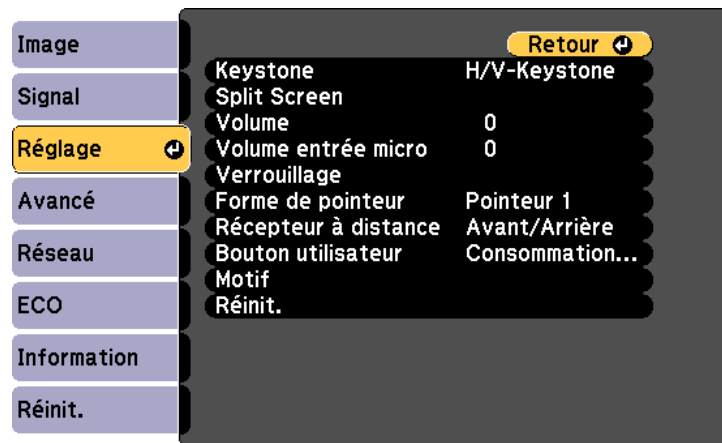 Image
Signal
Réglage
Avancé
Réseau
ECO
Information
Réinit.
Retour
Keystone H/V-Keystone
Split Screen
Volume 0
Volume entrée micro 0
Verrouillage
Forme de pointeur Pointeur 1
Récepteur à distance Avant/Arrière
Bouton utilisateur Consommation...
Motif
Réinit.